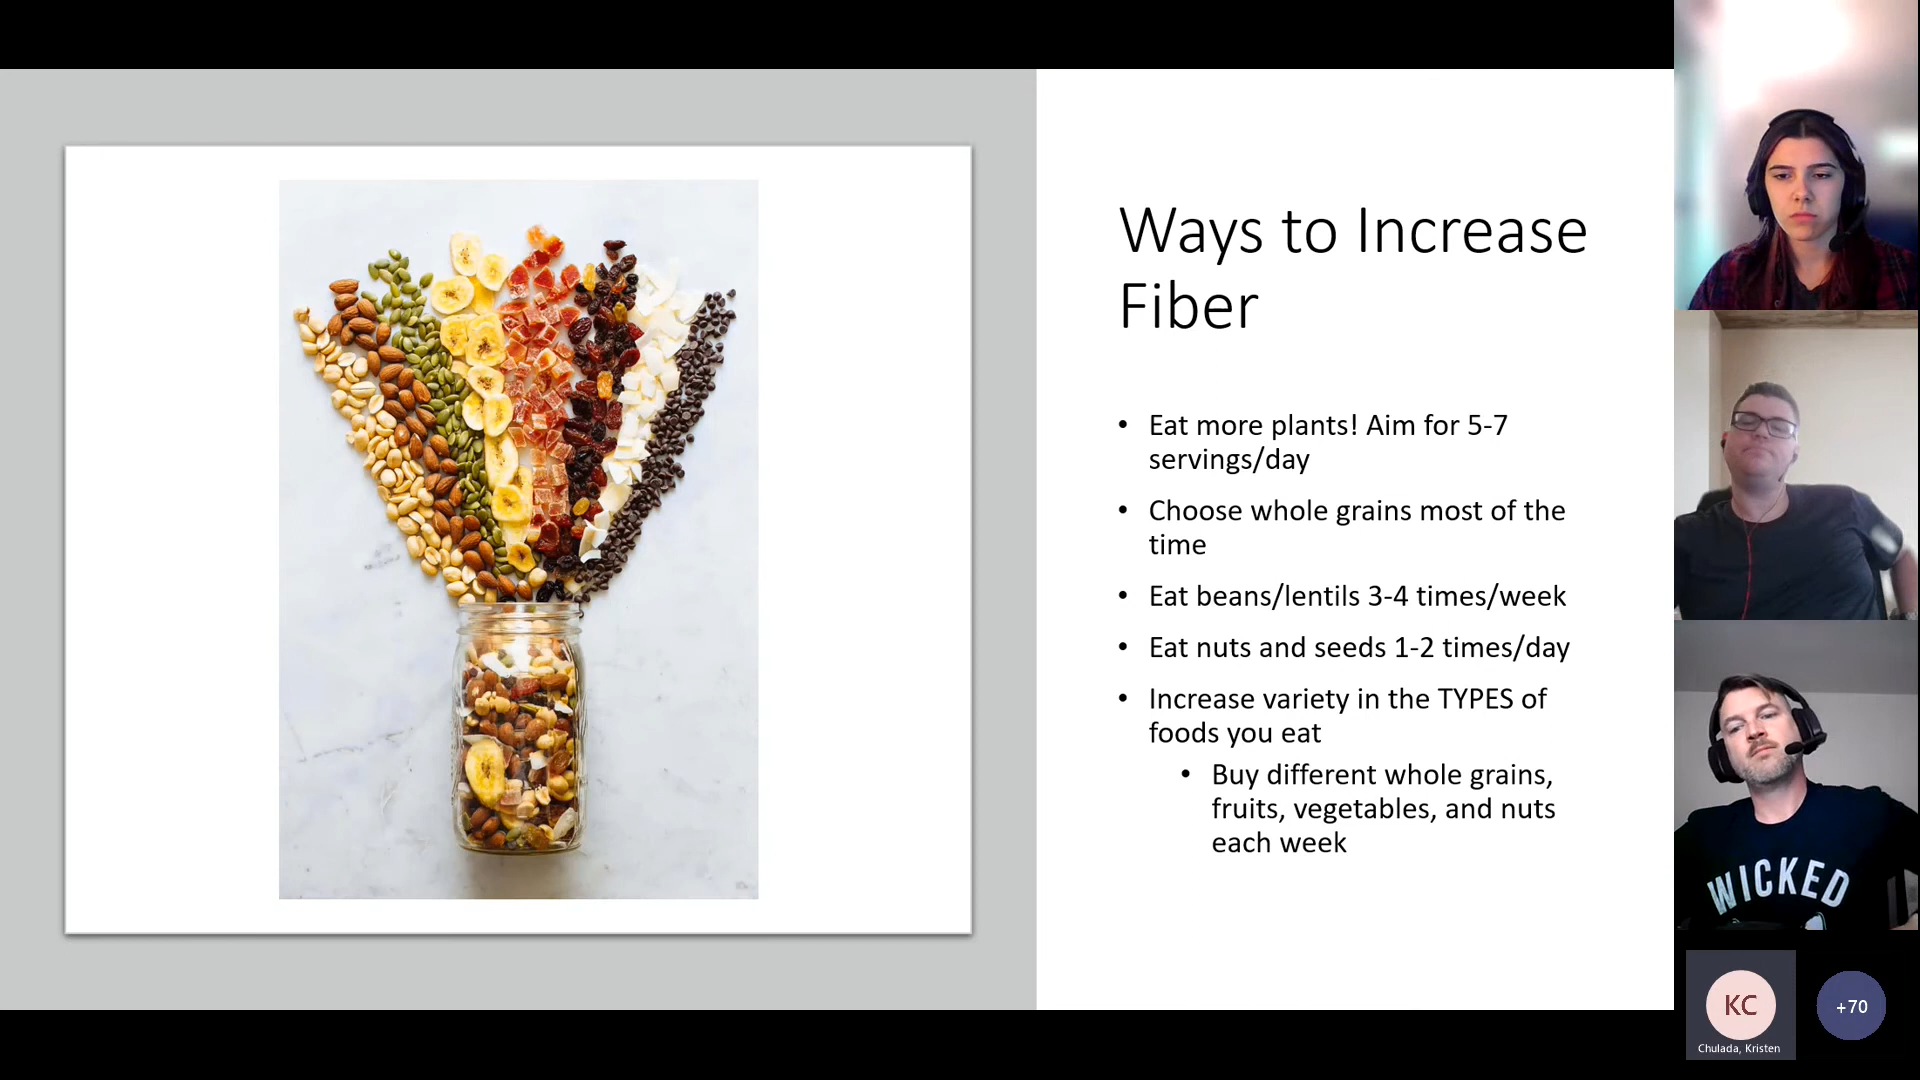 Ways to Increase
Fiber
• Eat more plants! Aim for 5-7
servings/day
• Choose whole grains most of the
time
• Eat beans/lentils 3-4 times/week
• Eat nuts and seeds 1-2 times/day
• Increase variety in the TYPES of
foods you eat
• Buy different whole grains,
fruits, vegetables, and nuts
each week
WICKED
KC
Chulada, Kristen
+70